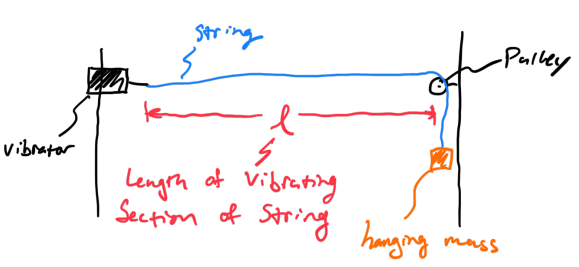 string
Pulley
Vibrator
l
Length of Vibrating
Section of String
hanging mass